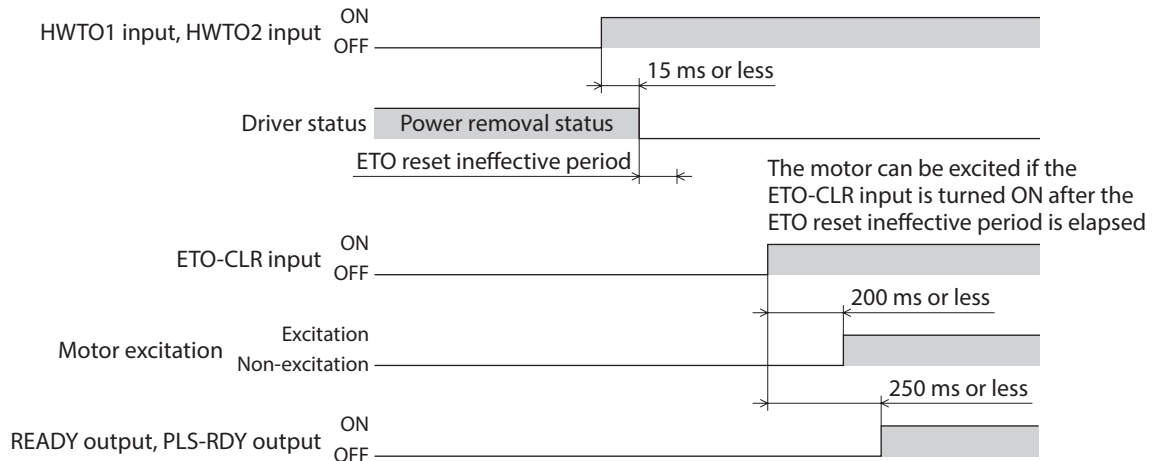 HWTO1 input, HWTO2 input
ON
OFF
15 ms or less
Driver status
Power removal status
ETO reset ineffective period
The motor can be excited if the
ETO-CLR input is turned ON after the
ETO reset ineffective period is elapsed
ETO-CLR input
ON
OFF
200 ms or less
Motor excitation
Excitation
Non-excitation
250 ms or less
READY output, PLS-RDY output
ON
OFF